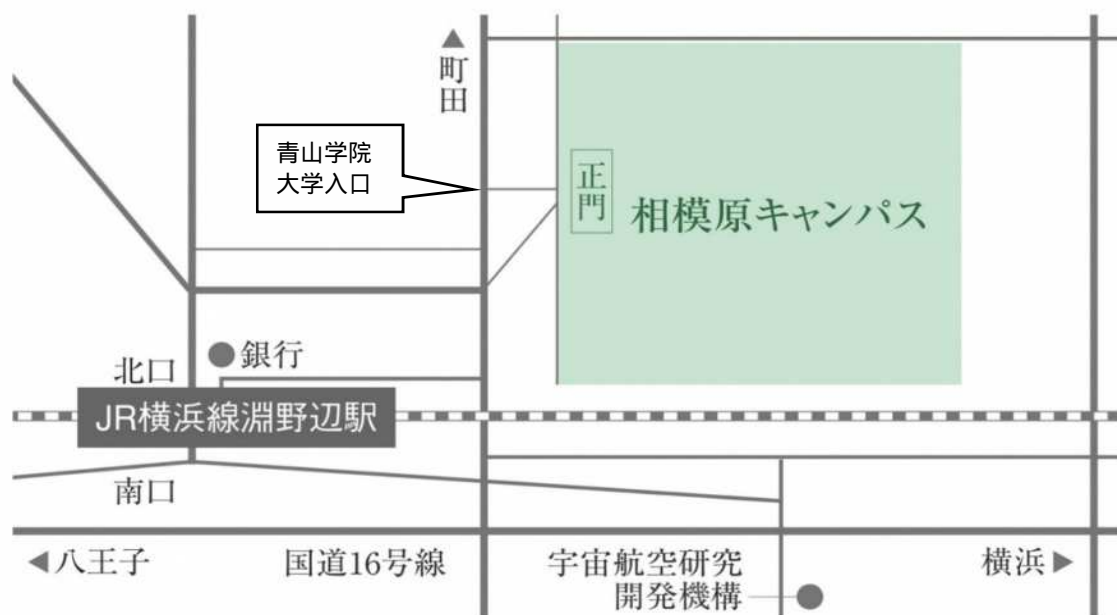 ▲
町田
青山学院
大学入口
正門
相模原キャンパス
銀行
北口
JR横浜線淵野辺駅
南口
◀八王子
国道16号線
宇宙航空研究
開発機構
横浜▶